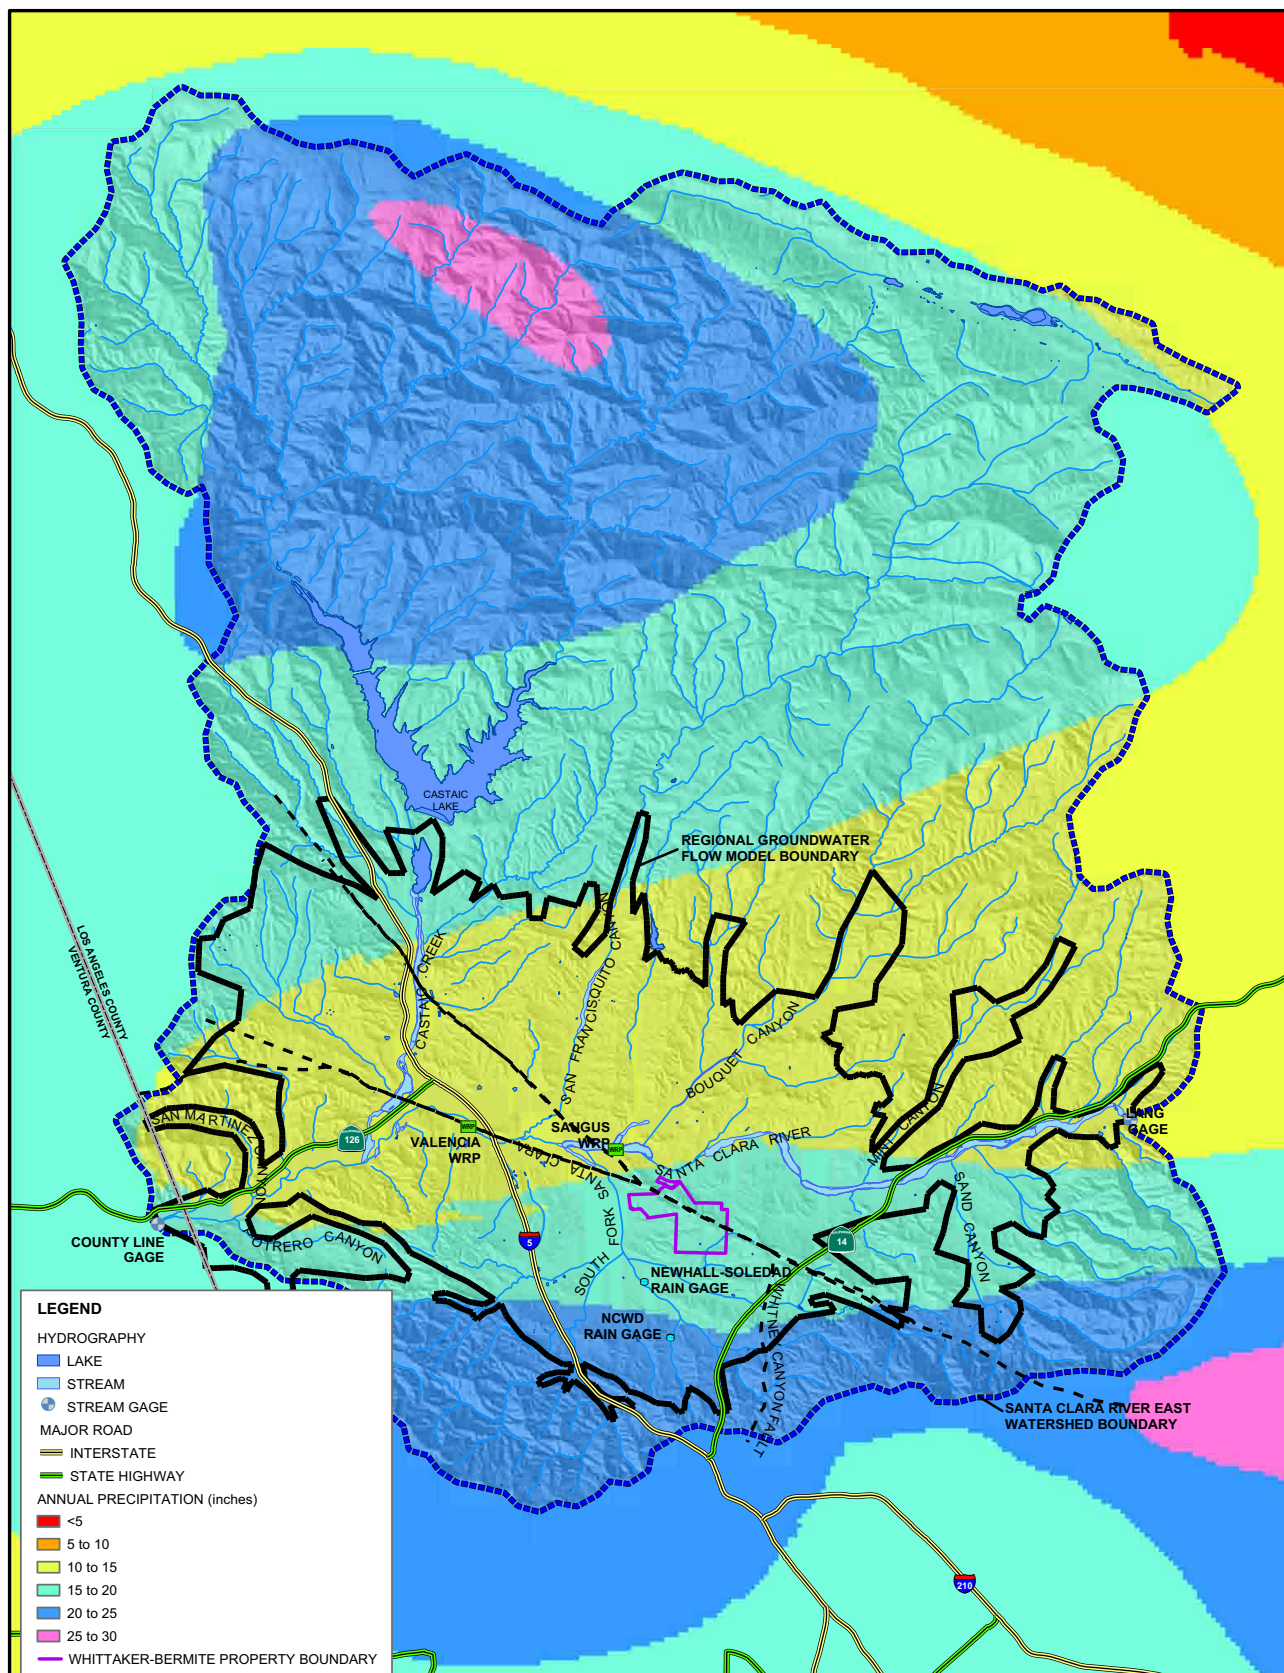 CASTAIC
LAKE
REGIONAL GROUNDWATER
FLOW MODEL BOUNDARY
LOS ANGELES COUNTY
VENTURA COUNTY
CASTAIC CREEK
SAN FRANCISQUITO CANYON
BOUQUET CANYON
MINT CANYON
LANG
GAGE
SAN MARTINEZ
CANYON
126
VALENCIA
WRP
WRP
SAUGUS
WRP
WRP
SANTA CLARA
SANTA CLARA RIVER
SAND CANYON
COUNTY LINE
GAGE
POTRERO CANYON
5
SOUTH FORK
14
NEWHALL-SOLEDAD
RAIN GAGE
NCWD
RAIN GAGE
WHITNEY CANYON FAULT
SANTA CLARA RIVER EAST
WATERSHED BOUNDARY
210
LEGEND
HYDROGRAPHY
LAKE
STREAM
STREAM GAGE
MAJOR ROAD
INTERSTATE
STATE HIGHWAY
ANNUAL PRECIPITATION (inches)
<5
5 to 10
10 to 15
15 to 20
20 to 25
25 to 30
WHITTAKER-BERMITE PROPERTY BOUNDARY